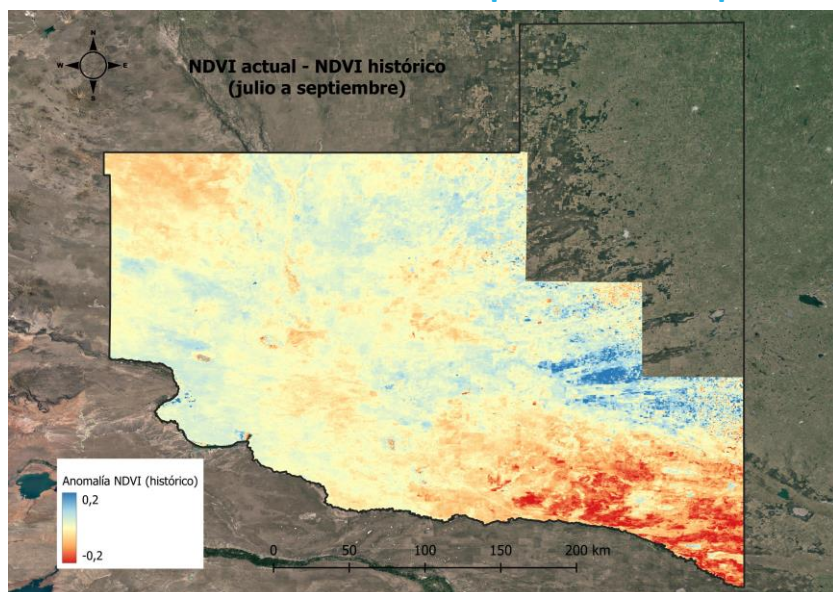 N
W E
S
NDVI actual - NDVI histórico
(julio a septiembre)
Anomalía NDVI (histórico)
0,2
-0,2
0 50 100 150 200 km